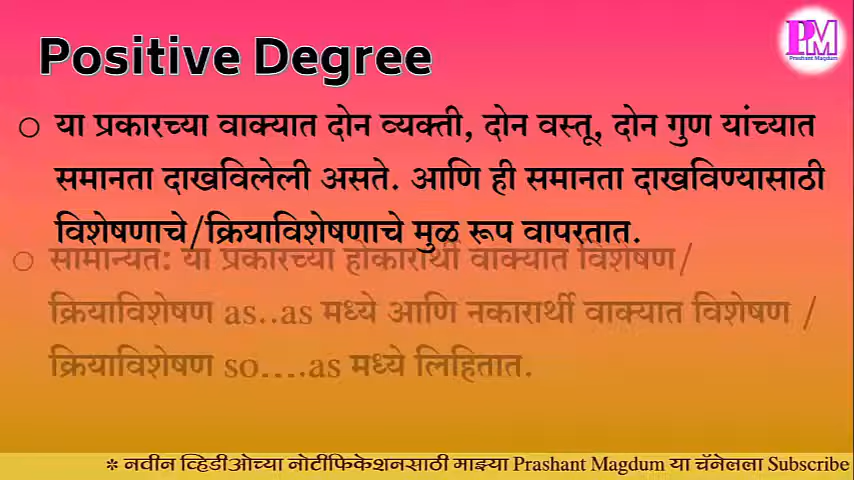 PM
Prashant Magdum
Positive Degree
○ या प्रकारच्या वाक्यात दोन व्यक्ती, दोन वस्तू, दोन गुण यांच्यात
समानता दाखविलेली असते. आणि ही समानता दाखविण्यासाठी
विशेषणाचे/क्रियाविशेषणाचे मुळ रूप वापरतात.
○ सामान्यत: या प्रकारच्या होकारार्थी वाक्यात विशेषण/
क्रियाविशेषण as..as मध्ये आणि नकारार्थी वाक्यात विशेषण /
क्रियाविशेषण so....as मध्ये लिहितात.
* नवीन व्हिडीओच्या नोटीफिकेशनसाठी माझ्या Prashant Magdum या चॅनेलला Subscribe